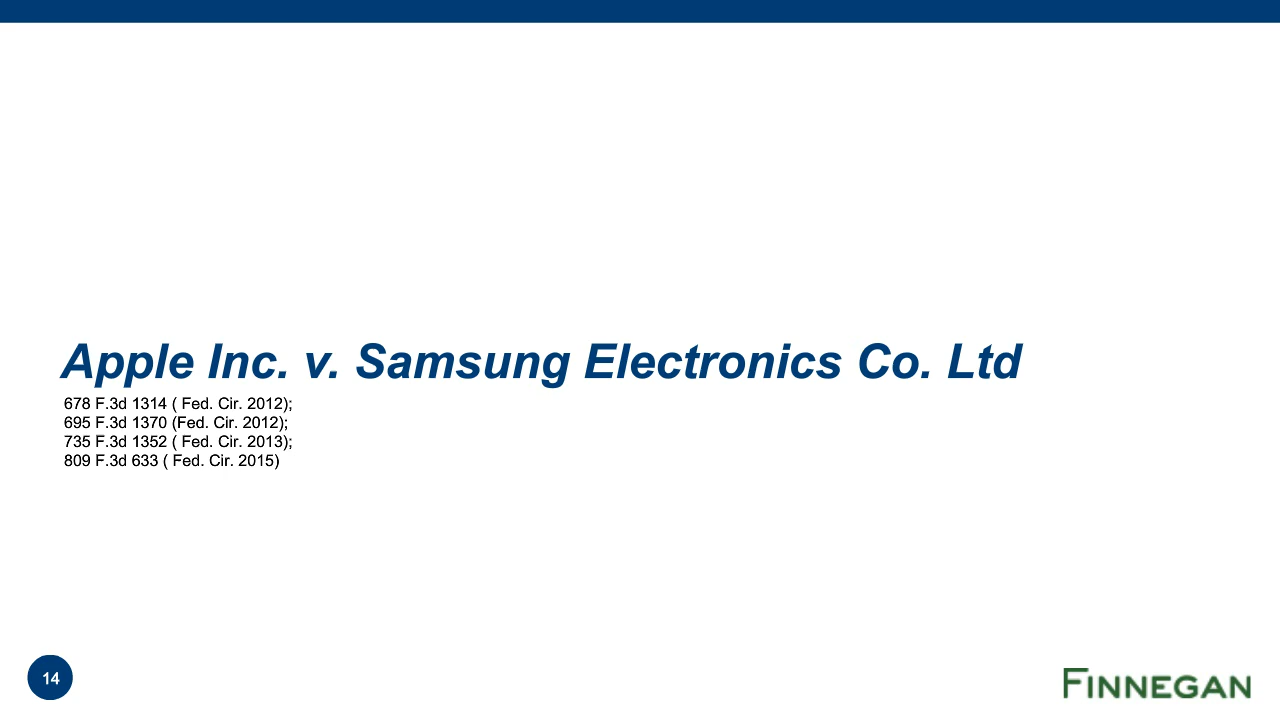 Apple Inc. v. Samsung Electronics Co. Ltd
678 F.3d 1314 ( Fed. Cir. 2012);
695 F.3d 1370 (Fed. Cir. 2012);
735 F.3d 1352 ( Fed. Cir. 2013);
809 F.3d 633 ( Fed. Cir. 2015)
14
FINNEGAN